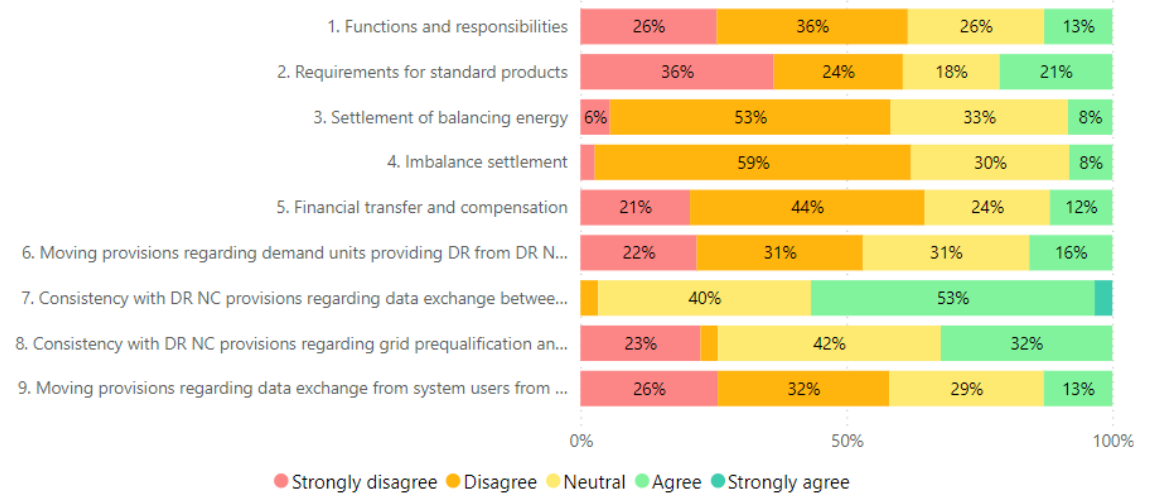 1. Functions and responsibilities 26% 36% 26% 13%
2. Requirements for standard products 36% 24% 18% 21%
3. Settlement of balancing energy 6% 53% 33% 8%
4. Imbalance settlement 59% 30% 8%
5. Financial transfer and compensation 21% 44% 24% 12%
6. Moving provisions regarding demand units providing DR from DR N... 22% 31% 31% 16%
7. Consistency with DR NC provisions regarding data exchange betwee... 40% 53%
8. Consistency with DR NC provisions regarding grid prequalification an... 23% 42% 32%
9. Moving provisions regarding data exchange from system users from ... 26% 32% 29% 13%
0% 50% 100%
Strongly disagree Disagree Neutral Agree Strongly agree